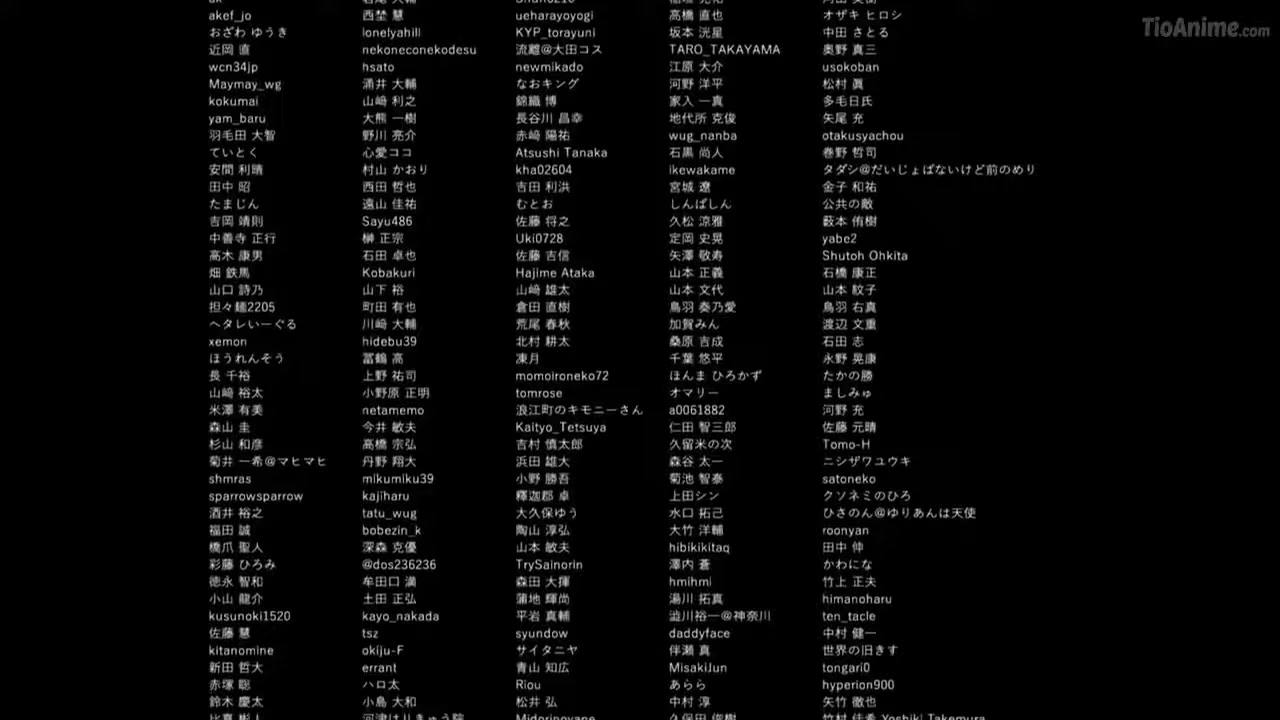 TioAnime.com
akef_jo 西埜 慧 ueharayoyogi 高橋 直也 オザキ ヒロシ
おざわ ゆうき lonelyahill KYP_torayuni 坂本 洸星 中田 さとる
近岡 直 nekoneconekodesu 流離@大田コス TARO_TAKAYAMA 奥野 真三
wcn34jp hsato newmikado 江原 大介 usokoban
Maymay_wg 涌井 大輔 なおキング 河野 洋平 松村 眞
kokumai 山﨑 利之 錦織 博 家入 一真 多毛日氏
yam_baru 大熊 一樹 長谷川 昌幸 地代所 克俊 矢尾 充
羽毛田 大智 野川 亮介 赤﨑 陽祐 wug_nanba otakusyachou
ていとく 心愛ココ Atsushi Tanaka 石黒 尚人 巻野 哲司
安間 利晴 村山 かおり kha02604 ikewakame タダシ@だいじょばないけど前のめり
田中 昭 西田 哲也 吉田 利洪 宮城 遼 金子 和祐
たまじん 遠山 佳祐 むとお しんぱしん 公共の敵
吉岡 靖則 Sayu486 佐藤 将之 久松 涼雅 藪本 侑樹
中善寺 正行 榊 正宗 Uki0728 定岡 史晃 yabe2
高木 康男 石田 卓也 佐藤 吉信 矢澤 敬寿 Shutoh Ohkita
畑 鉄馬 Kobakuri Hajime Ataka 山本 正義 石橋 康正
山口 詩乃 山下 裕 山﨑 雄太 山本 文代 山本 紋子
担々麺2205 町田 有也 倉田 直樹 鳥羽 奏乃愛 鳥羽 右真
ヘタレいーぐる 川﨑 大輔 荒尾 春秋 加賀みん 渡辺 文重
xemon hidebu39 北村 耕太 桑原 吉成 石田 志
ほうれんそう 冨鶴 高 凍月 千葉 悠平 永野 晃康
長 千裕 上野 祐司 momoironeko72 ほんま ひろかず たかの勝
山﨑 裕太 小野原 正明 tomrose オマリー ましみゅ
米澤 有美 netamemo 浪江町のキモニーさん a0061882 河野 充
森山 圭 今井 敏夫 Kaityo_Tetsuya 仁田 智三郎 佐藤 元晴
杉山 和彦 高橋 宗弘 吉村 慎太郎 久留米の次 Tomo-H
菊井 一希@マヒマヒ 丹野 翔大 浜田 雄大 森谷 太一 ニシザワユウキ
shmras mikumiku39 小野 勝吾 菊池 智泰 satoneko
sparrowsparrow kajiharu 釋迦郡 卓 上田シン クソネミのひろ
酒井 裕之 tatu_wug 大久保ゆう 水口 拓己 ひさのん@ゆりあんは天使
福田 誠 bobezin_k 陶山 淳弘 大竹 洋輔 roonyan
橋爪 聖人 深森 克優 山本 敏夫 hibikikitaq 田中 伸
彩藤 ひろみ @dos236236 TrySainorin 澤内 蒼 かわにな
徳永 智和 牟田口 満 森田 大揮 hmihmi 竹上 正夫
小山 龍介 土田 正弘 蒲地 輝尚 湯川 拓真 himanoharu
kusunoki1520 kayo_nakada 平岩 真輔 澁川裕一@神奈川 ten_tacle
佐藤 慧 tsz syundow daddyface 中村 健一
kitanomine okiju-F サイタニヤ 伴瀬 真 世界の旧きす
新田 哲大 errant 青山 知広 MisakiJun tongari0
赤塚 聡 ハロ太 Riou あらら hyperion900
鈴木 慶太 小島 大和 松井 弘 中村 淳 矢竹 徹也
Midorinoyane 久保田 俊樹 竹村 佳希 Yoshiki Takemura